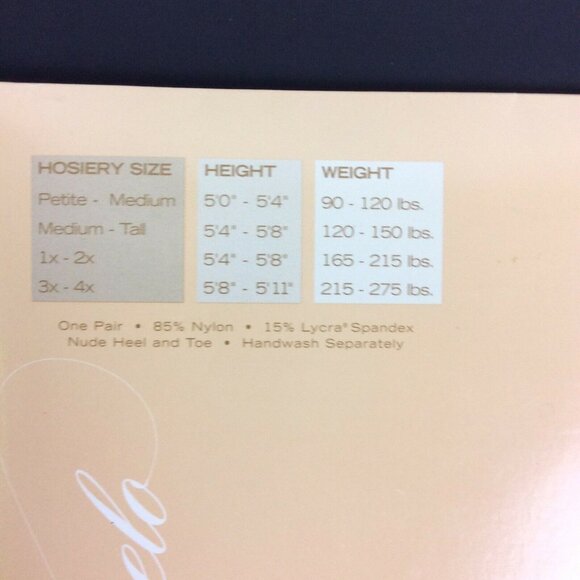 HOSIERY SIZE HEIGHT WEIGHT
Petite - Medium 5'0" - 5'4" 90 - 120 lbs.
Medium - Tall 5'4" - 5'8" 120 - 150 lbs.
1x - 2x 5'4" - 5'8" 165 - 215 lbs.
3x - 4x 5'8" - 5'11" 215 - 275 lbs.
One Pair • 85% Nylon • 15% Lycra® Spandex
Nude Heel and Toe • Handwash Separately
elo